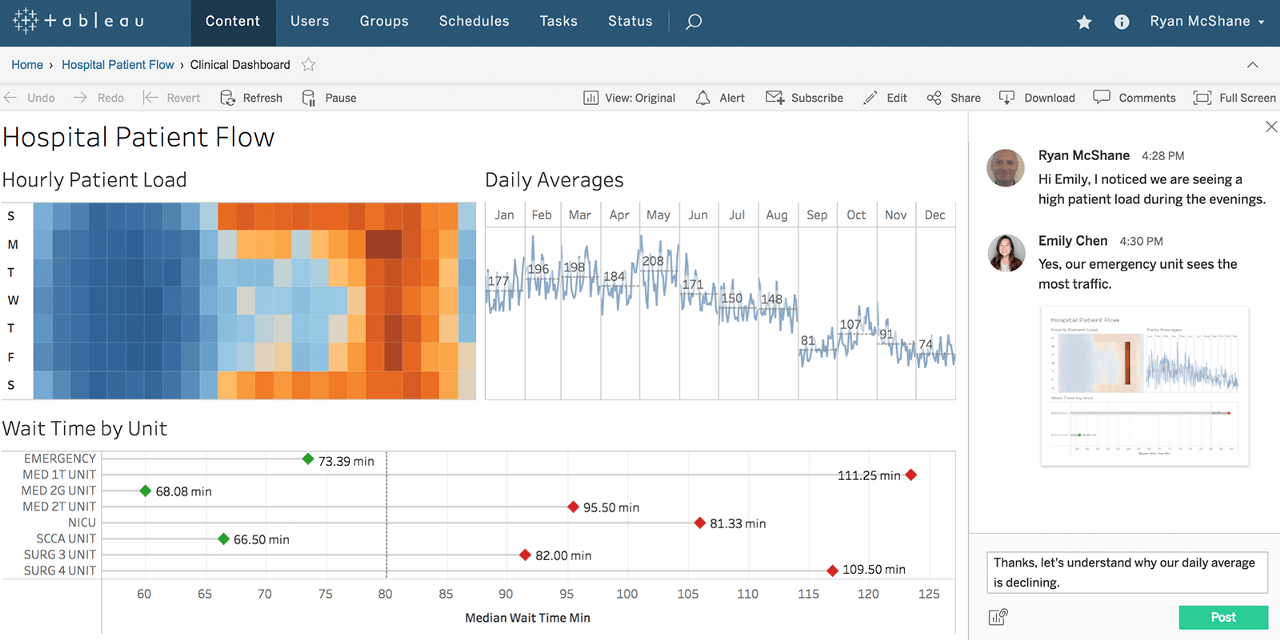 tableau
Content Users Groups Schedules Tasks Status
Ryan McShane
Home › Hospital Patient Flow › Clinical Dashboard
Undo Redo Revert Refresh Pause View: Original Alert Subscribe Edit Share Download Comments Full Screen
Hospital Patient Flow
Hourly Patient Load
S
M
T
W
T
F
S
Daily Averages
Jan Feb Mar Apr May Jun Jul Aug Sep Oct Nov Dec
177 196 198 184 208 171 150 148 81 107 91 74
Wait Time by Unit
EMERGENCY 73.39 min
MED 1T UNIT 111.25 min
MED 2G UNIT 68.08 min
MED 2T UNIT 95.50 min
NICU 81.33 min
SCCA UNIT 66.50 min
SURG 3 UNIT 82.00 min
SURG 4 UNIT 109.50 min
60 65 70 75 80 85 90 95 100 105 110 115 120 125
Median Wait Time Min
Ryan McShane 4:28 PM
Hi Emily, I noticed we are seeing a
high patient load during the evenings.
Emily Chen 4:30 PM
Yes, our emergency unit sees the
most traffic.
Hospital Patient Flow
Hourly Patient Load Daily Averages
Wait Time by Unit
Median Wait Time Min
Thanks, let's understand why our daily average
is declining.
Post